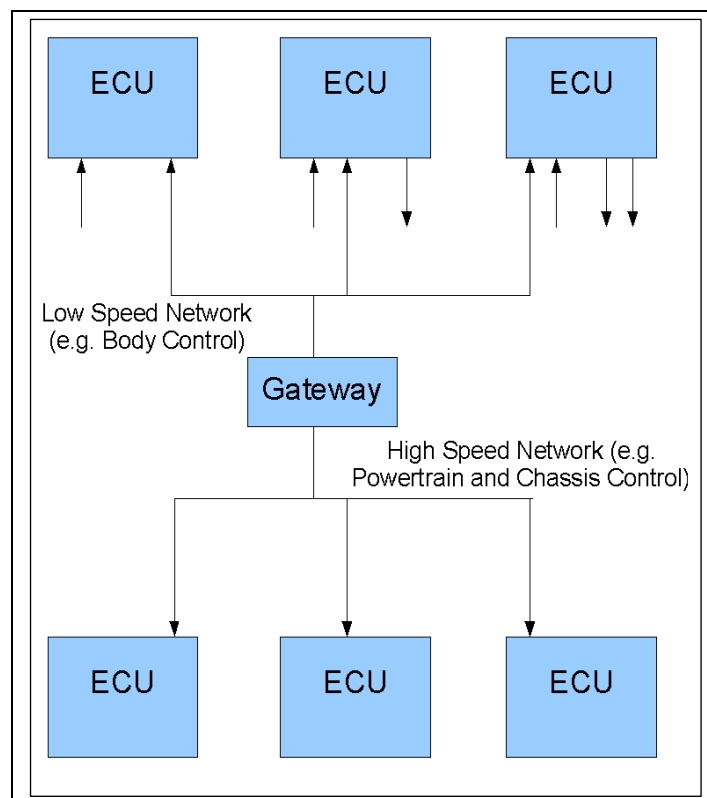 ECU
ECU
ECU
Low Speed Network
(e.g. Body Control)
Gateway
High Speed Network (e.g.
Powertrain and Chassis Control)
ECU
ECU
ECU